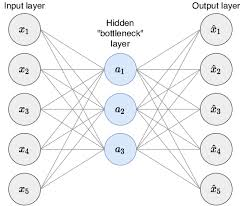 Input layer
Output layer
Hidden
"bottleneck"
layer
x₁
x₂
x₃
x₄
x₅
a₁
a₂
a₃
x̂₁
x̂₂
x̂₃
x̂₄
x̂₅